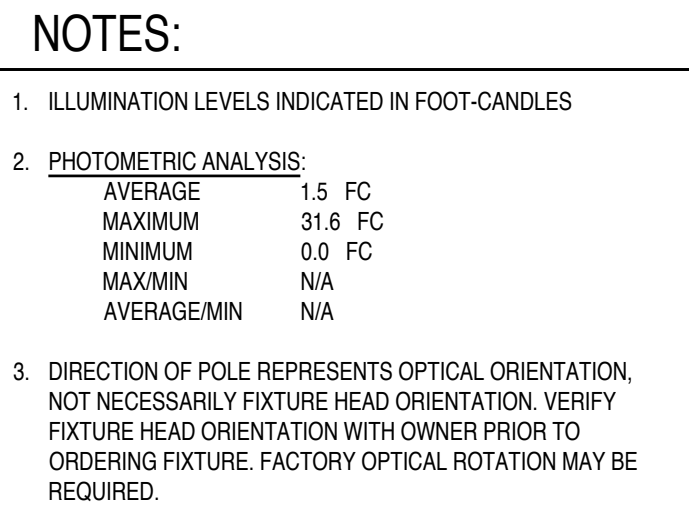 NOTES:
1. ILLUMINATION LEVELS INDICATED IN FOOT-CANDLES
2. PHOTOMETRIC ANALYSIS:
AVERAGE 1.5 FC
MAXIMUM 31.6 FC
MINIMUM 0.0 FC
MAX/MIN N/A
AVERAGE/MIN N/A
3. DIRECTION OF POLE REPRESENTS OPTICAL ORIENTATION,
NOT NECESSARILY FIXTURE HEAD ORIENTATION. VERIFY
FIXTURE HEAD ORIENTATION WITH OWNER PRIOR TO
ORDERING FIXTURE. FACTORY OPTICAL ROTATION MAY BE
REQUIRED.